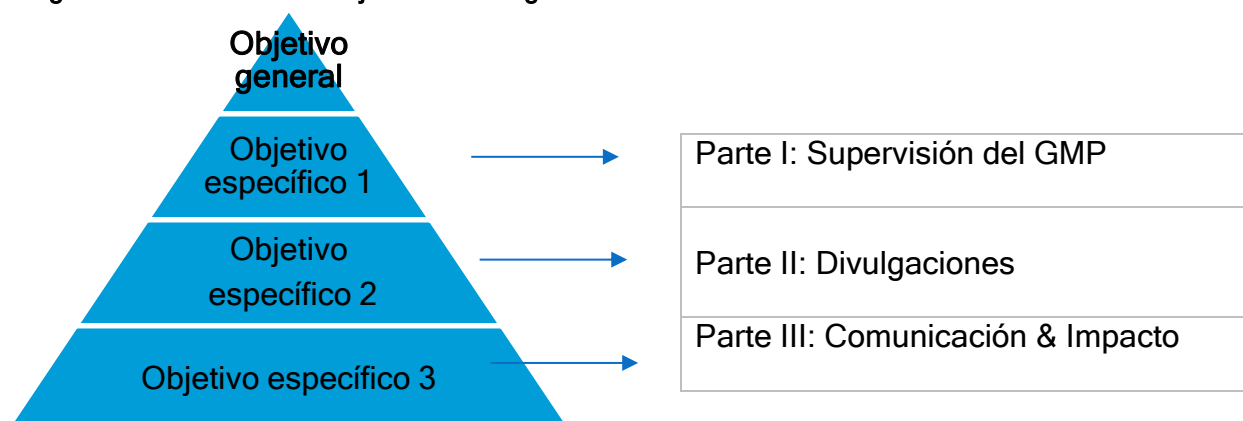 Objetivo
general
Objetivo
específico 1
Parte I: Supervisión del GMP
Objetivo
específico 2
Parte II: Divulgaciones
Objetivo específico 3
Parte III: Comunicación & Impacto